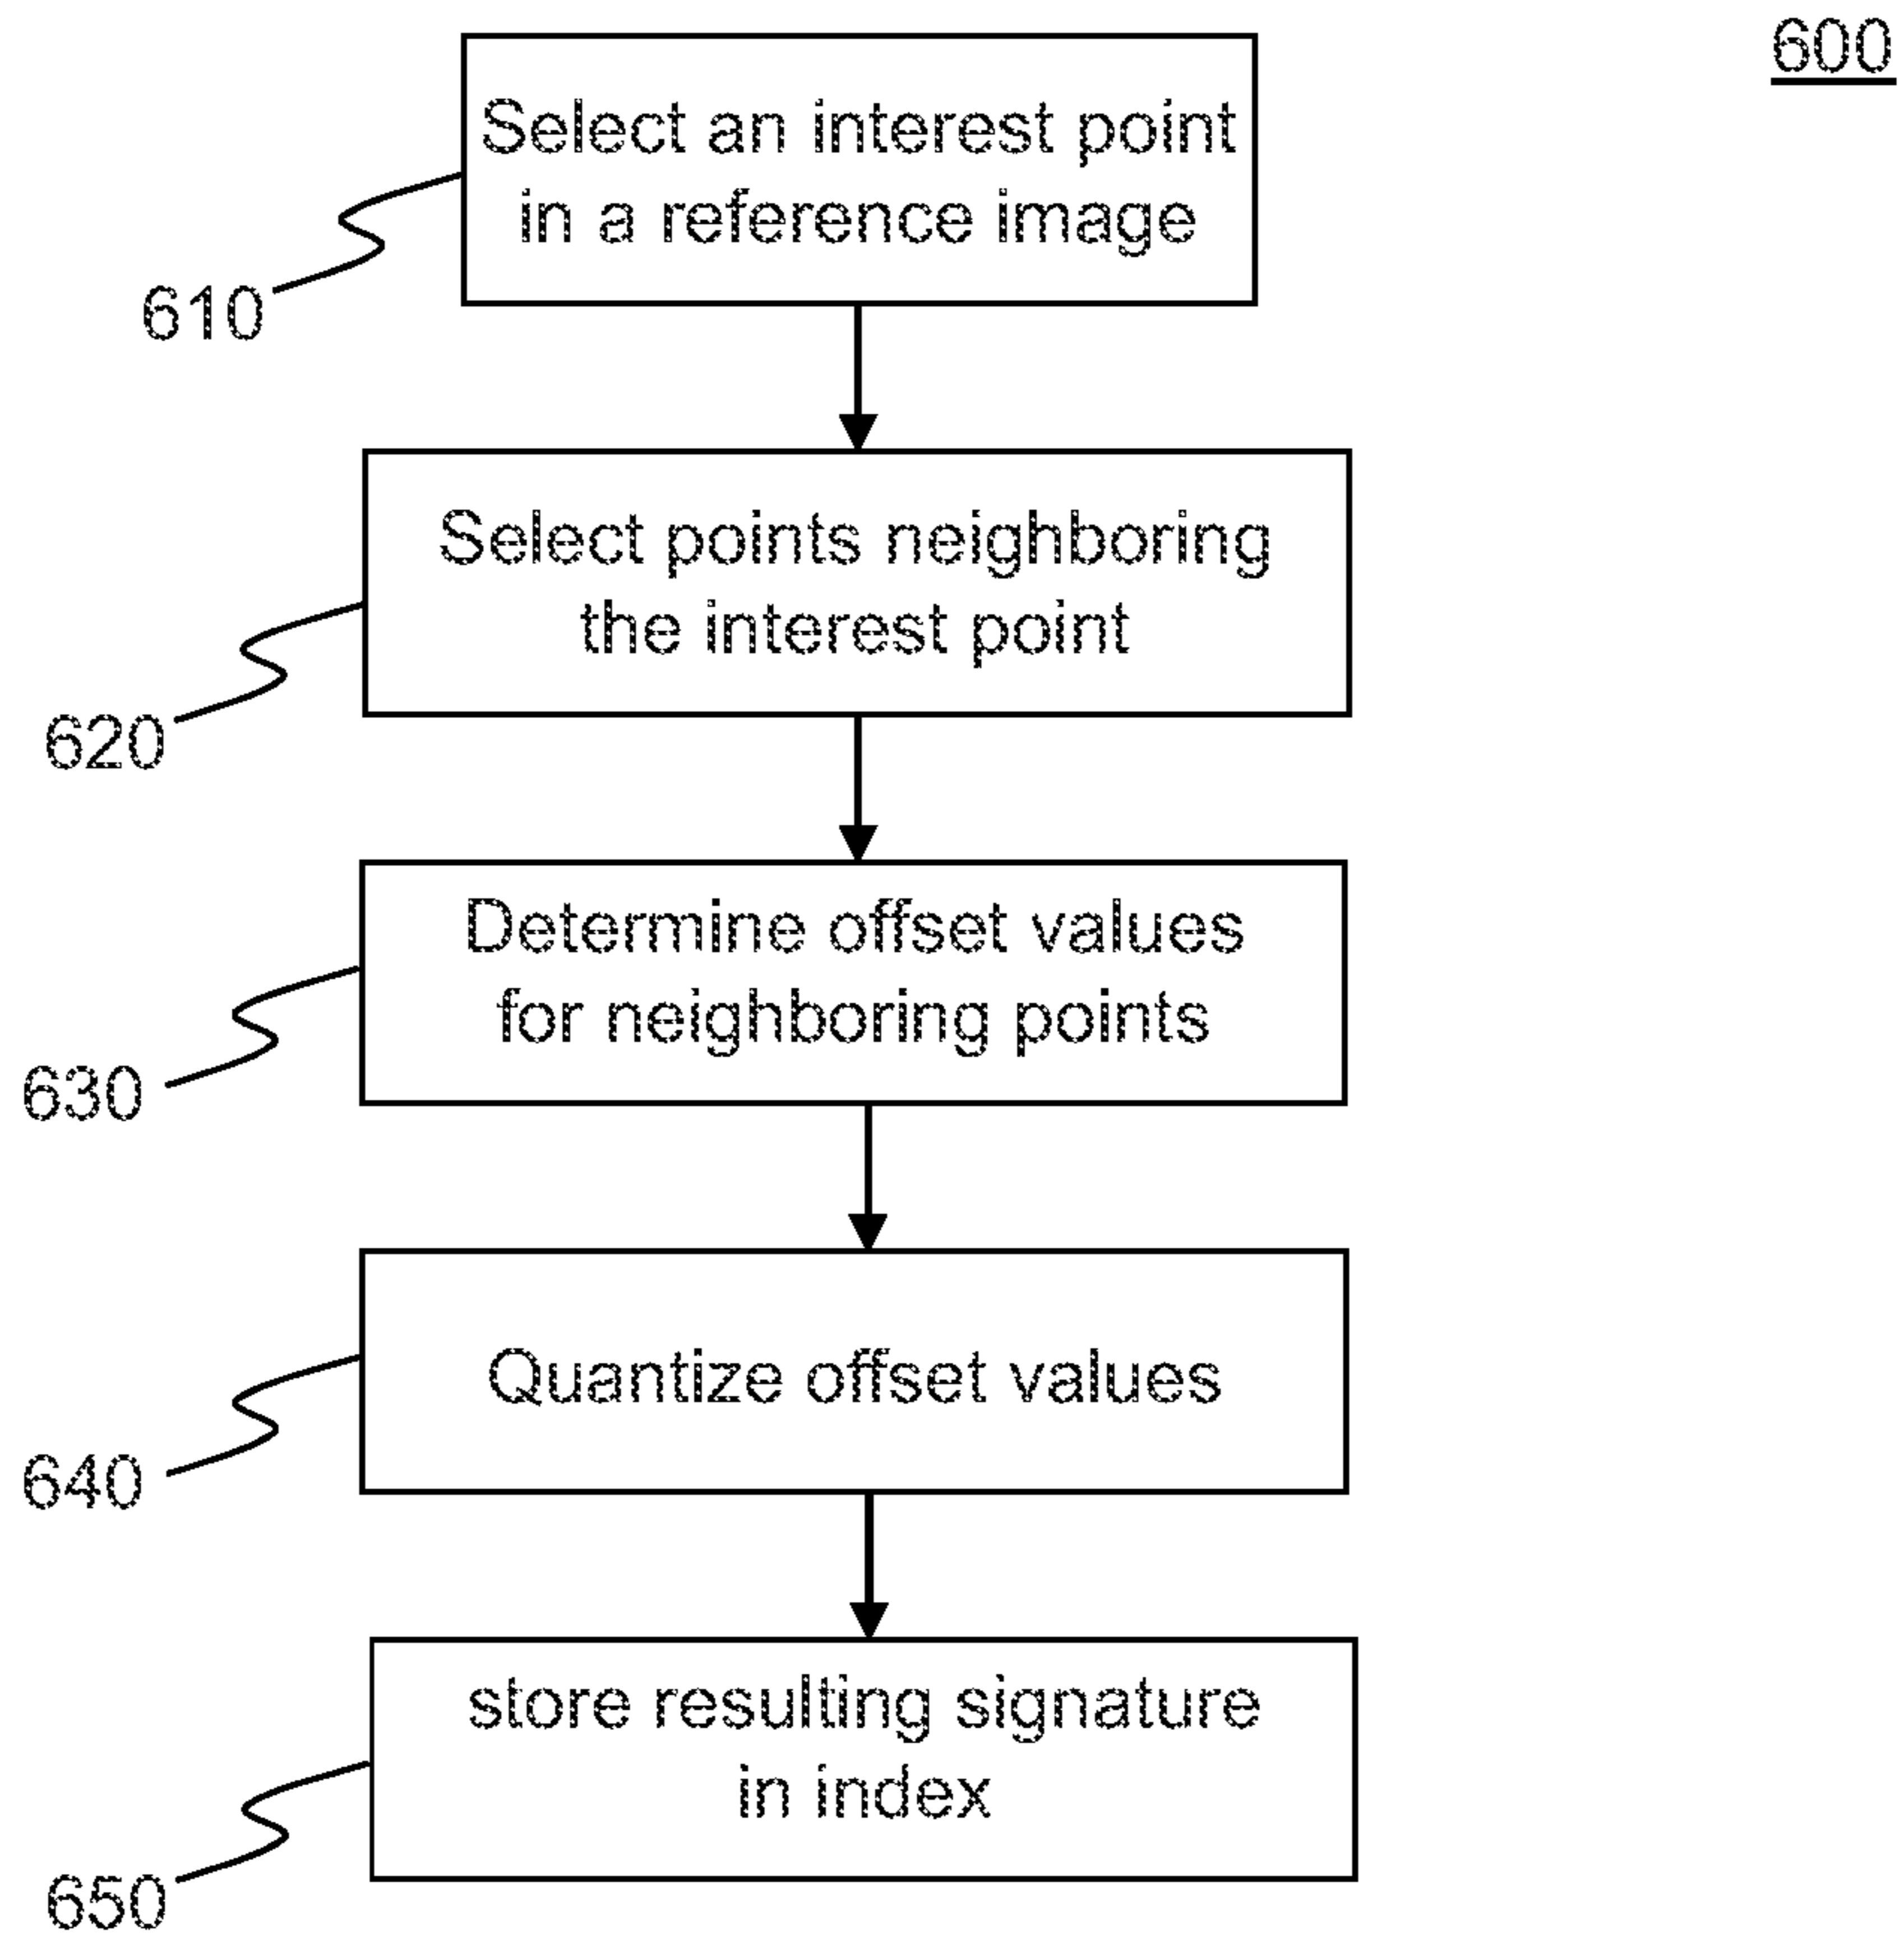 600
Select an interest point
in a reference image
610
Select points neighboring
the interest point
620
Determine offset values
for neighboring points
630
Quantize offset values
640
store resulting signature
in index
650